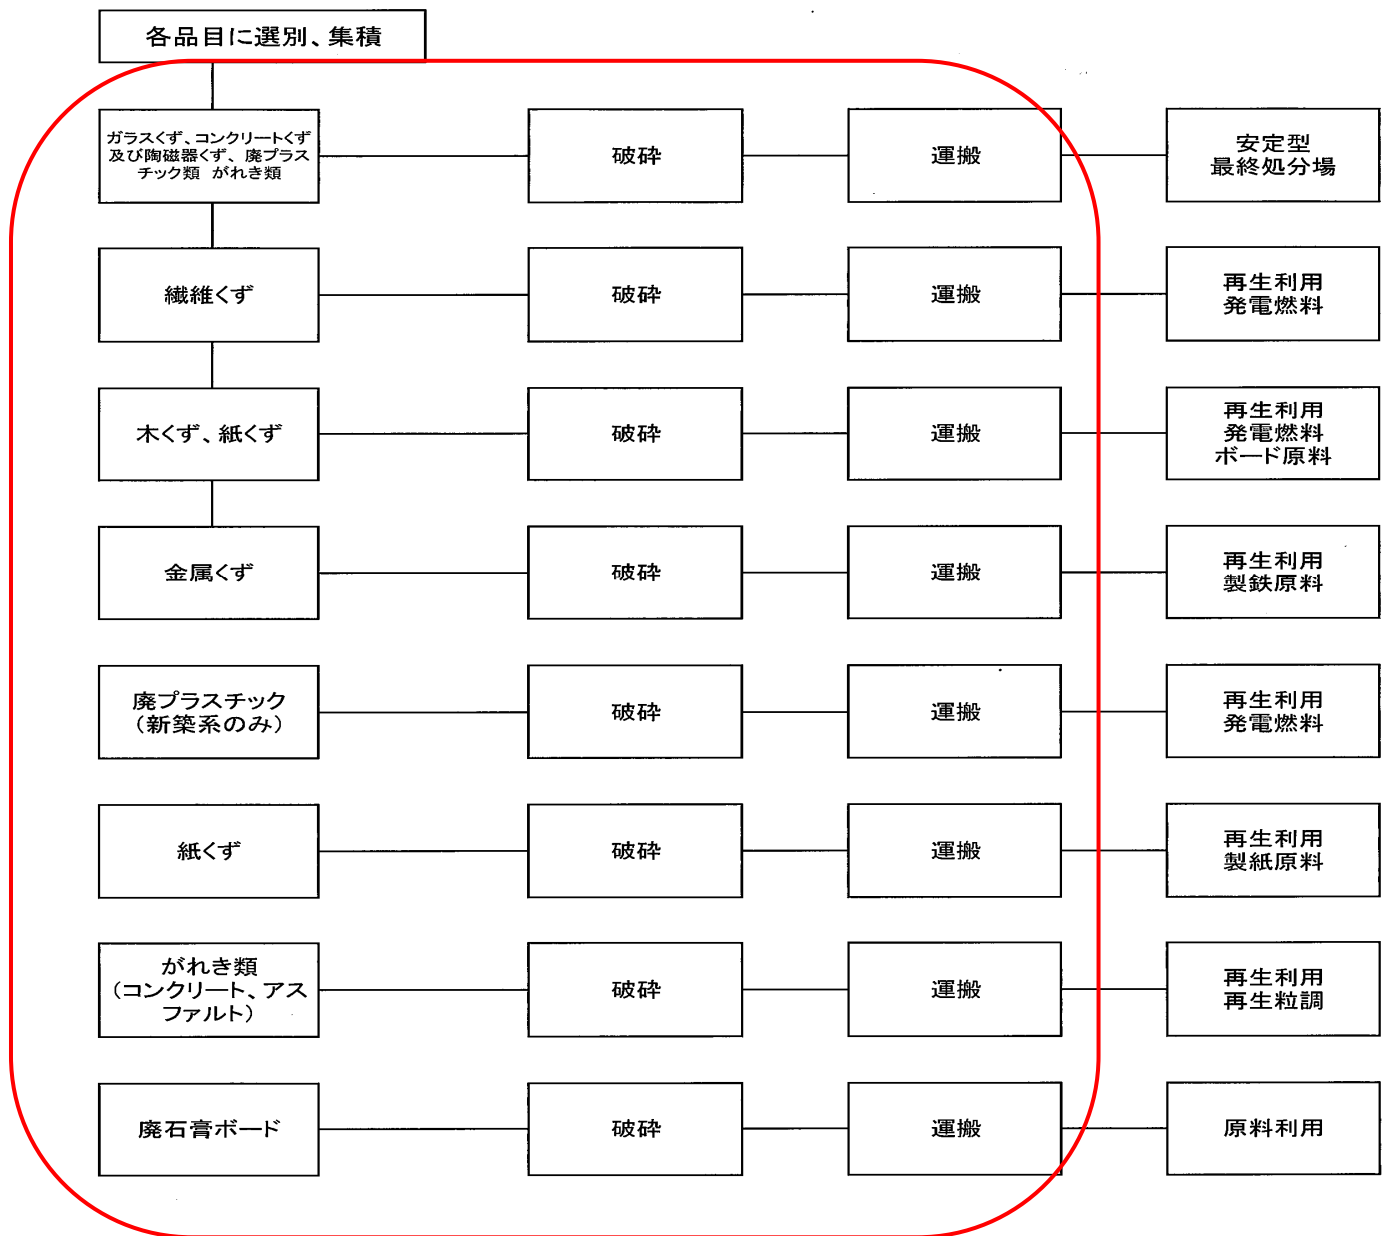 各品目に選別、集積
ガラスくず、コンクリートくず
及び陶磁器くず、廃プラス
チック類 がれき類
破砕
運搬
安定型
最終処分場
繊維くず
破砕
運搬
再生利用
発電燃料
木くず、紙くず
破砕
運搬
再生利用
発電燃料
ボード原料
金属くず
破砕
運搬
再生利用
製鉄原料
廃プラスチック
(新築系のみ)
破砕
運搬
再生利用
発電燃料
紙くず
破砕
運搬
再生利用
製紙原料
がれき類
(コンクリート、アス
ファルト)
破砕
運搬
再生利用
再生粒調
廃石膏ボード
破砕
運搬
原料利用